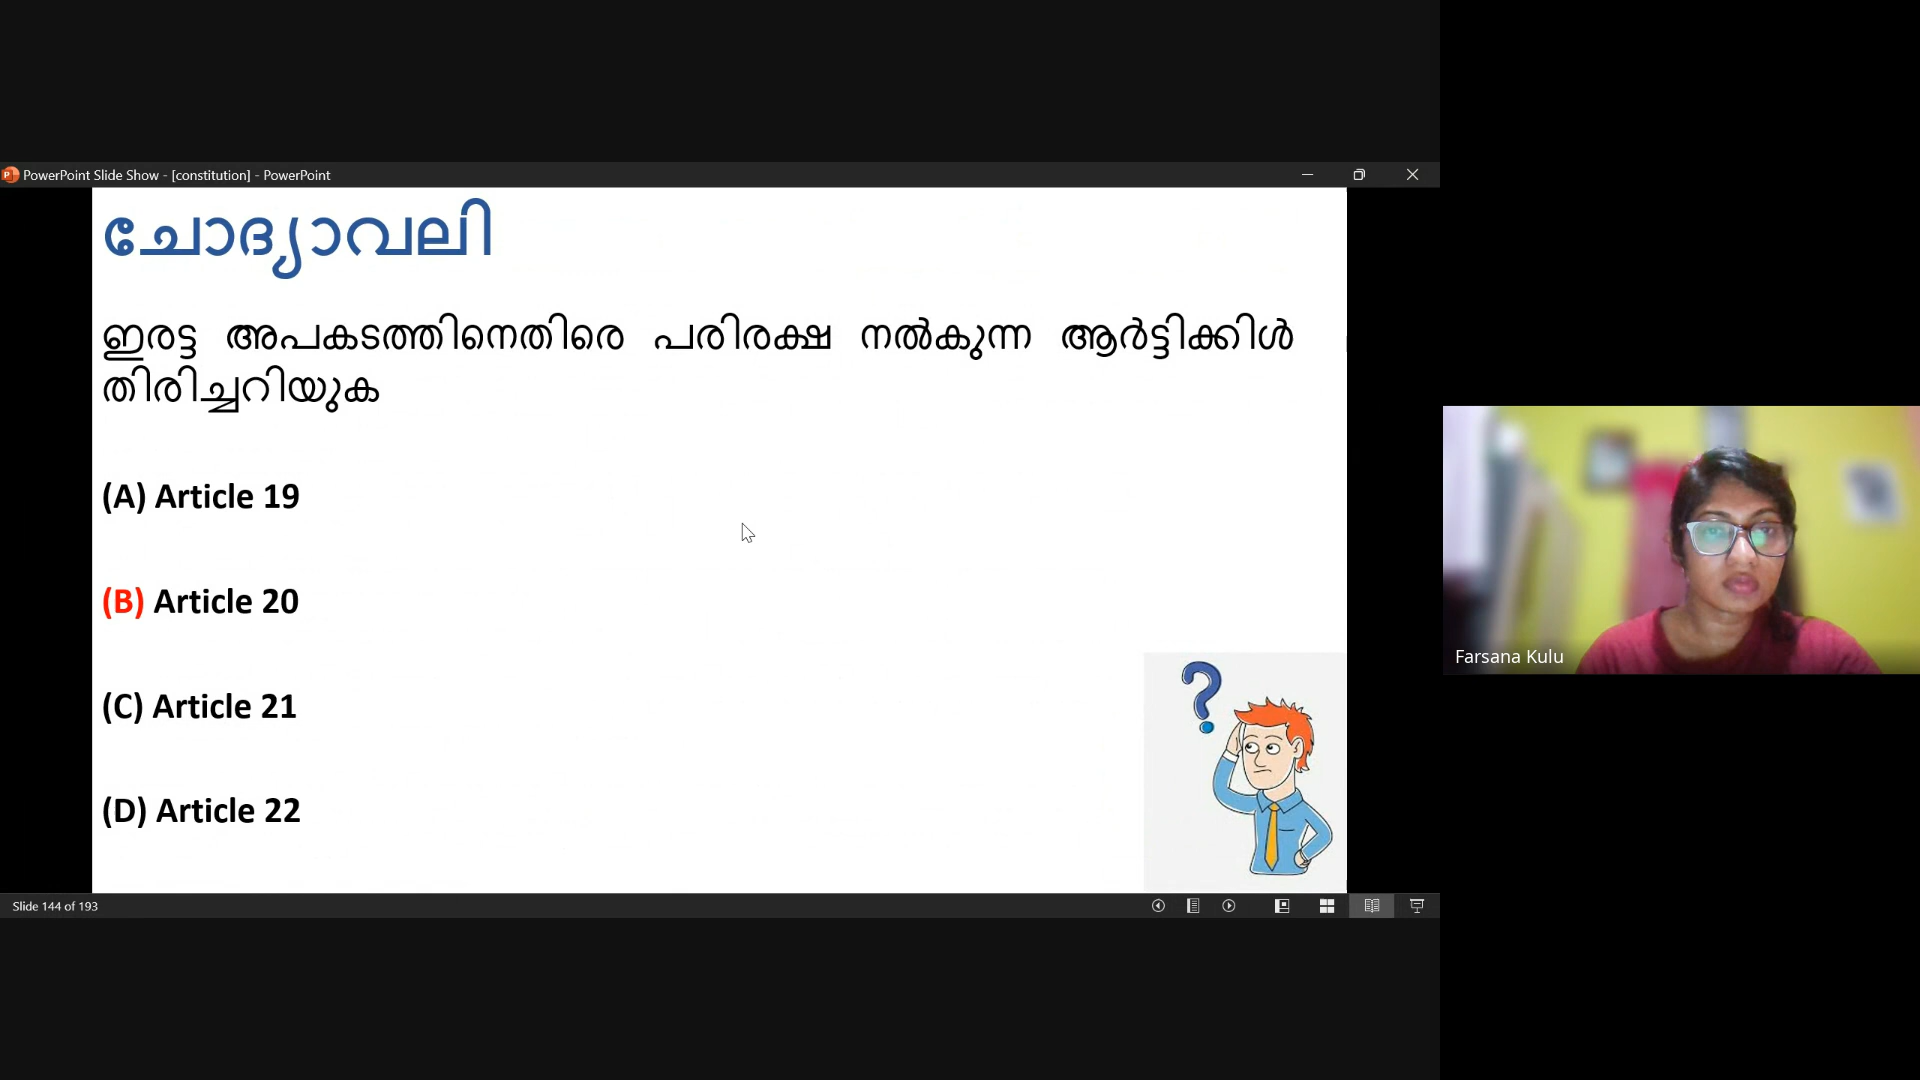 PowerPoint Slide Show - [constitution] - PowerPoint
ചോദ്യാവലി
ഇരട്ട അപകടത്തിനെതിരെ പരിരക്ഷ നൽകുന്ന ആർട്ടിക്കിൾ
തിരിച്ചറിയുക
(A) Article 19
(B) Article 20
(C) Article 21
(D) Article 22
?
Slide 144 of 193
Farsana Kulu